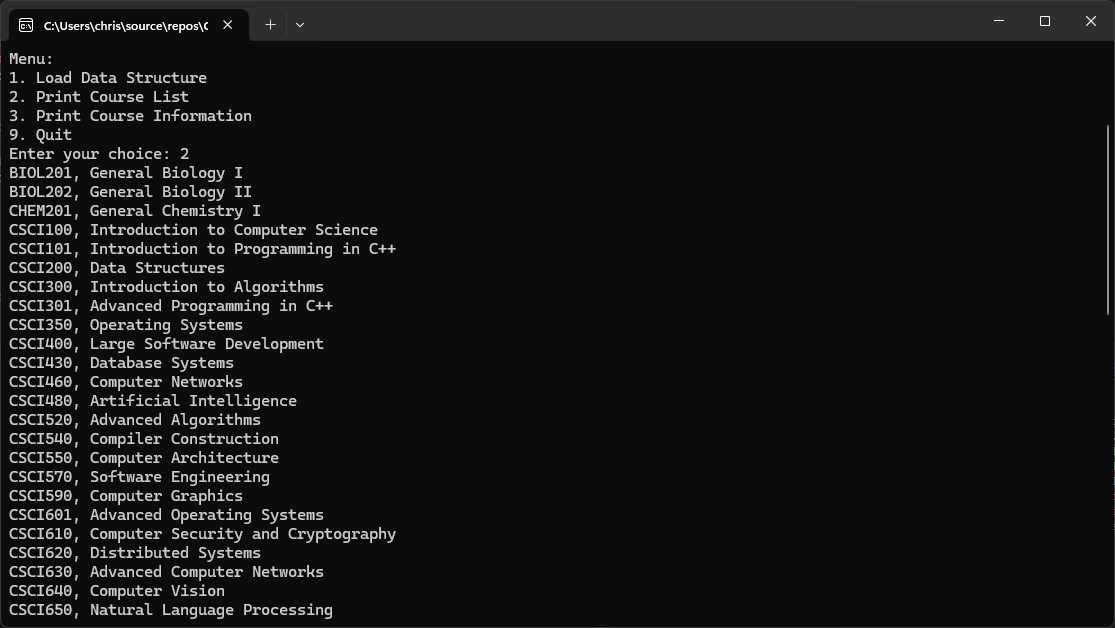 C:\Users\chris\source\repos\C
Menu:
1. Load Data Structure
2. Print Course List
3. Print Course Information
9. Quit
Enter your choice: 2
BIOL201, General Biology I
BIOL202, General Biology II
CHEM201, General Chemistry I
CSCI100, Introduction to Computer Science
CSCI101, Introduction to Programming in C++
CSCI200, Data Structures
CSCI300, Introduction to Algorithms
CSCI301, Advanced Programming in C++
CSCI350, Operating Systems
CSCI400, Large Software Development
CSCI430, Database Systems
CSCI460, Computer Networks
CSCI480, Artificial Intelligence
CSCI520, Advanced Algorithms
CSCI540, Compiler Construction
CSCI550, Computer Architecture
CSCI570, Software Engineering
CSCI590, Computer Graphics
CSCI601, Advanced Operating Systems
CSCI610, Computer Security and Cryptography
CSCI620, Distributed Systems
CSCI630, Advanced Computer Networks
CSCI640, Computer Vision
CSCI650, Natural Language Processing